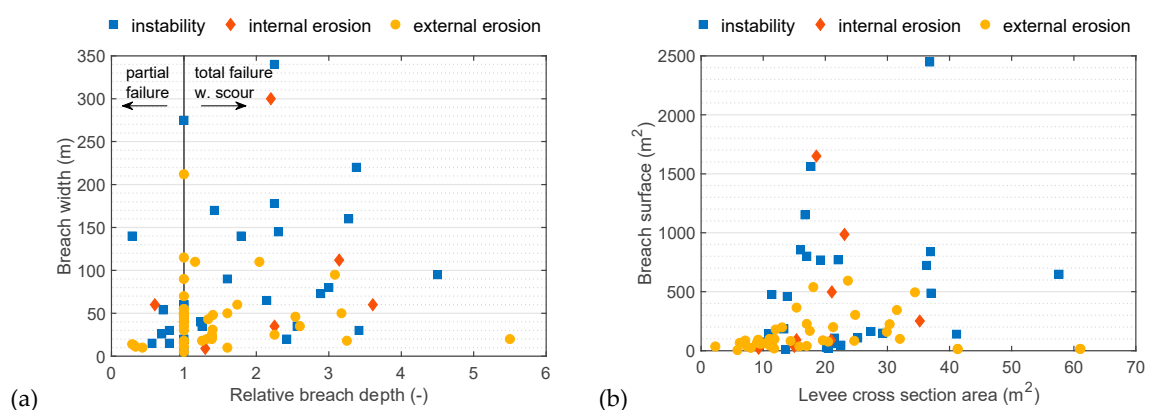 instability internal erosion external erosion
350
300
250
200
150
100
50
0
partial failure
total failure w. scour
0 1 2 3 4 5 6
Breach width (m)
Relative breach depth (-)
(a)
instability internal erosion external erosion
2500
2000
1500
1000
500
0
0 10 20 30 40 50 60 70
Breach surface (m²)
Levee cross section area (m²)
(b)